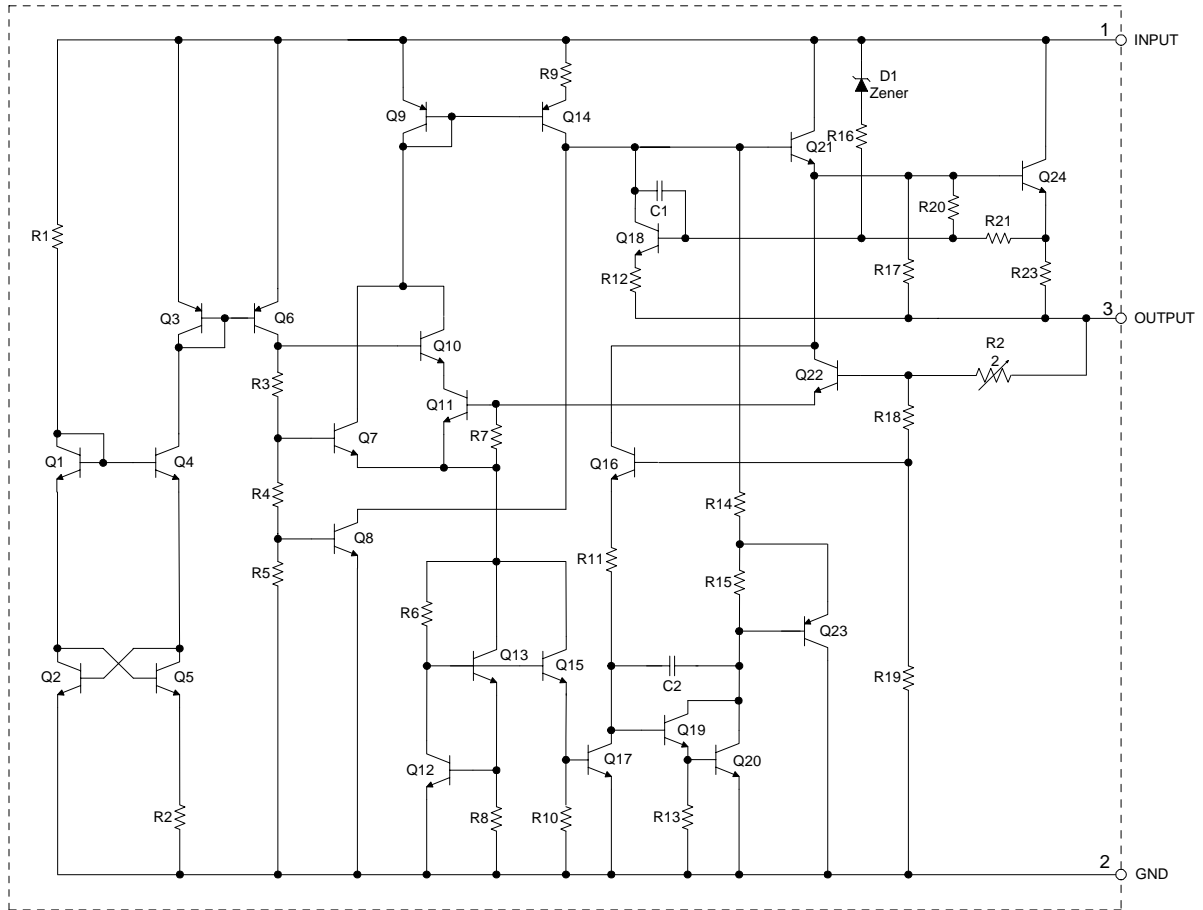 1 INPUT
R9
D1
Zener
Q9
Q14
Q21
R16
Q24
C1
R20
R21
R1
Q18
R12
R17
R23
Q3
Q6
3 OUTPUT
Q10
R2
2
R3
Q22
Q11
R18
Q7
R7
Q1
Q4
Q16
R4
R14
Q8
R11
R5
R15
R6
Q23
Q13
Q15
Q2
Q5
C2
R19
Q19
Q17
Q20
Q12
R2
R8
R10
R13
2 GND